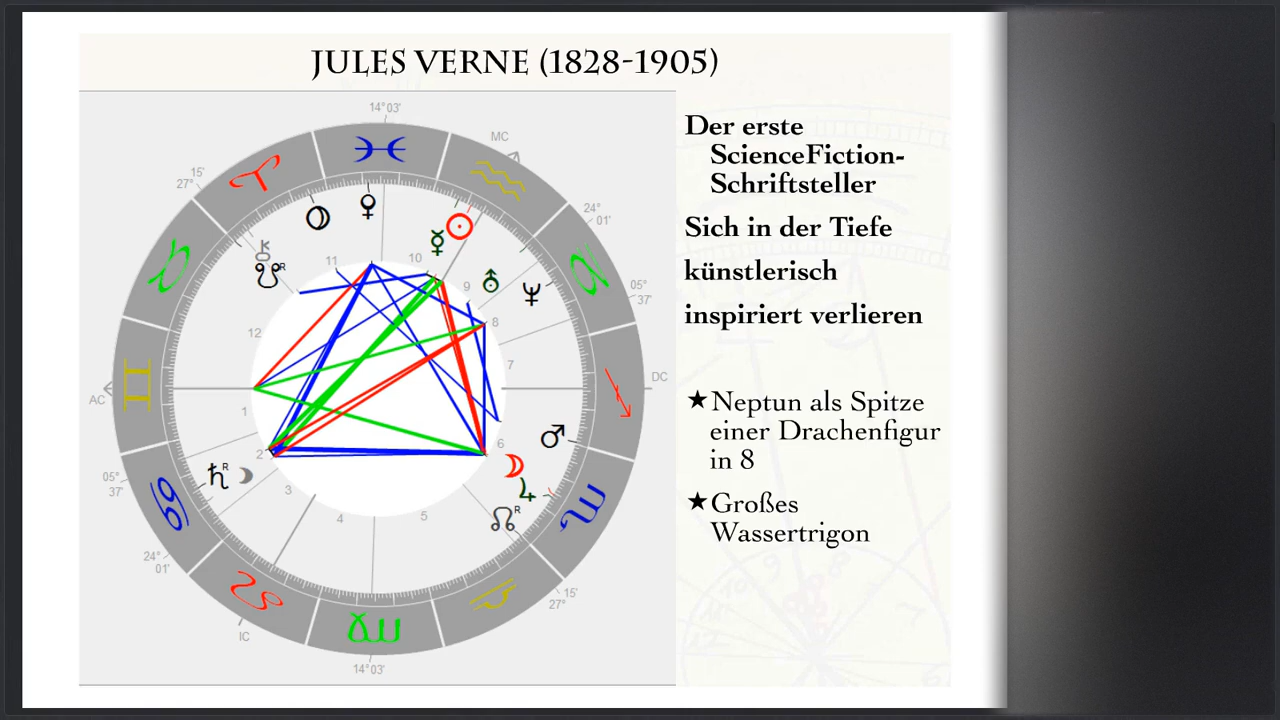 JULES VERNE (1828-1905)
14° 03'
MC
15'
27°
24°
01'
11
10
9
05°
37'
8
12
7
AC
DC
1
6
2
05°
37'
3
4
5
24°
01'
15'
27°
IC
14° 03'
R
R
R
Der erste
ScienceFiction-
Schriftsteller
Sich in der Tiefe
künstlerisch
inspiriert verlieren
★Neptun als Spitze
einer Drachenfigur
in 8
★Großes
Wassertrigon